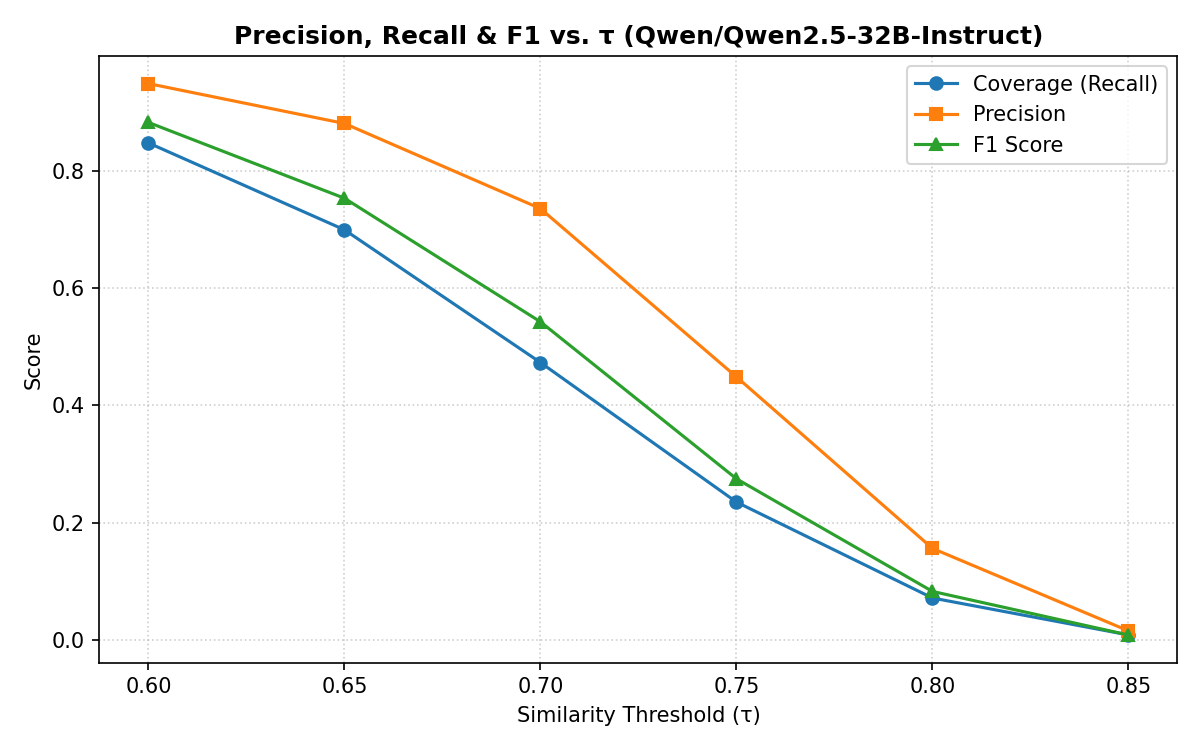 Precision, Recall & F1 vs. τ (Qwen/Qwen2.5-32B-Instruct)
Coverage (Recall)
Precision
F1 Score
Score
0.8
0.6
0.4
0.2
0.0
0.60 0.65 0.70 0.75 0.80 0.85
Similarity Threshold (τ)